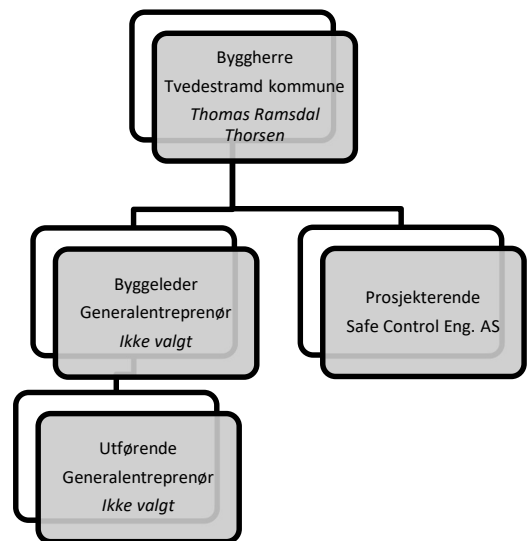 Byggherre
Tvedestramd kommune
Thomas Ramsdal
Thorsen
Byggeleder
Generalentreprenør
Ikke valgt
Prosjekterende
Safe Control Eng. AS
Utførende
Generalentreprenør
Ikke valgt